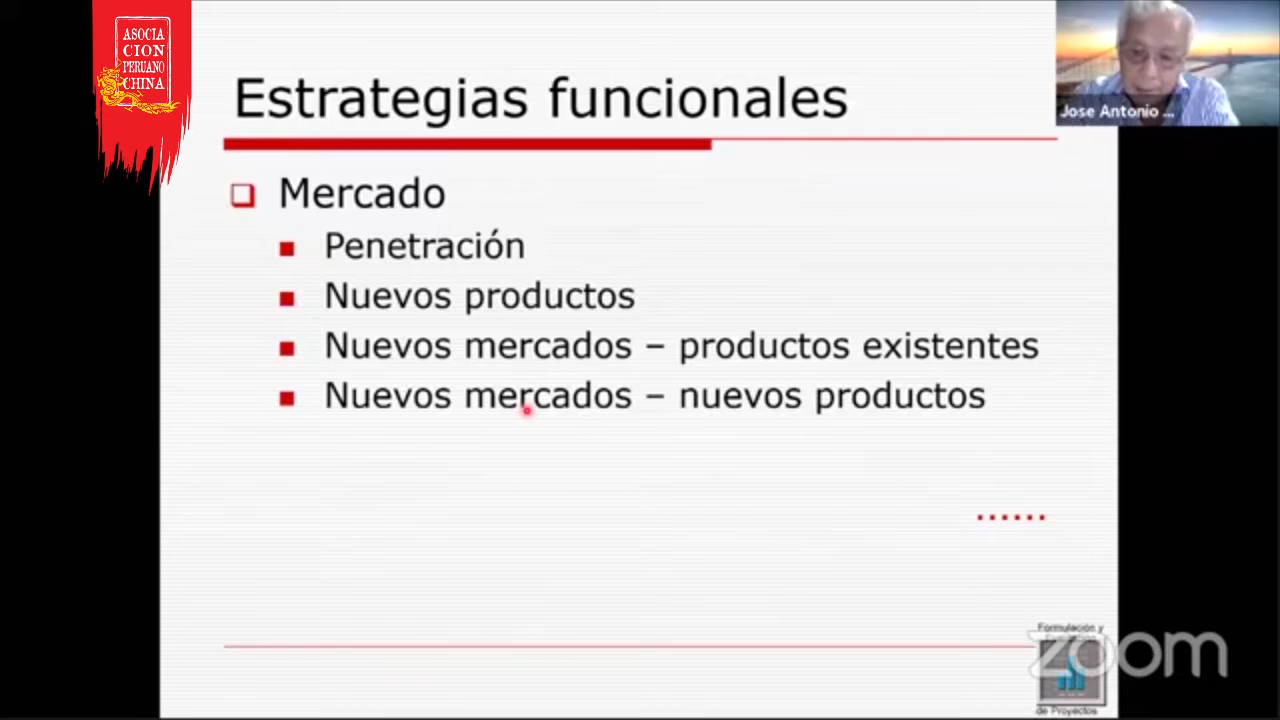 ASOCIA
CION
PERUANO
CHINA
Estrategias funcionales
Jose Antonio ...
Mercado
Penetración
Nuevos productos
Nuevos mercados – productos existentes
Nuevos mercados – nuevos productos
......
Formulación y
zoom
de Proyectos